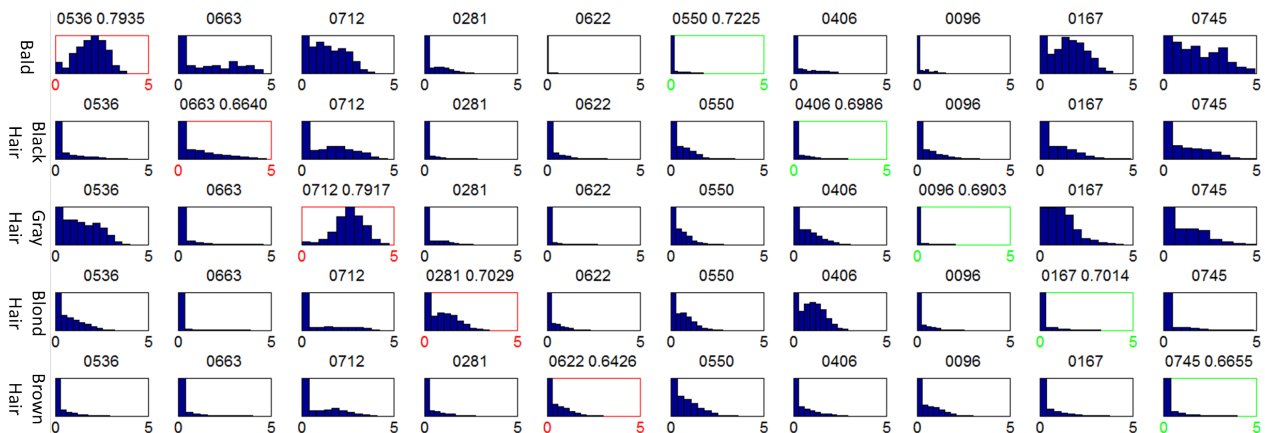 0536 0.7935 0663 0712 0281 0622 0550 0.7225 0406 0096 0167 0745
Bald
0 5 0 5 0 5 0 5 0 5 0 5 0 5 0 5 0 5 0 5
0536 0663 0.6640 0712 0281 0622 0550 0406 0.6986 0096 0167 0745
Black
Hair
0 5 0 5 0 5 0 5 0 5 0 5 0 5 0 5 0 5 0 5
0536 0663 0712 0.7917 0281 0622 0550 0406 0096 0.6903 0167 0745
Gray
Hair
0 5 0 5 0 5 0 5 0 5 0 5 0 5 0 5 0 5 0 5
0536 0663 0712 0281 0.7029 0622 0550 0406 0096 0167 0.7014 0745
Blond
Hair
0 5 0 5 0 5 0 5 0 5 0 5 0 5 0 5 0 5 0 5
0536 0663 0712 0281 0622 0.6426 0550 0406 0096 0167 0745 0.6655
Brown
Hair
0 5 0 5 0 5 0 5 0 5 0 5 0 5 0 5 0 5 0 5